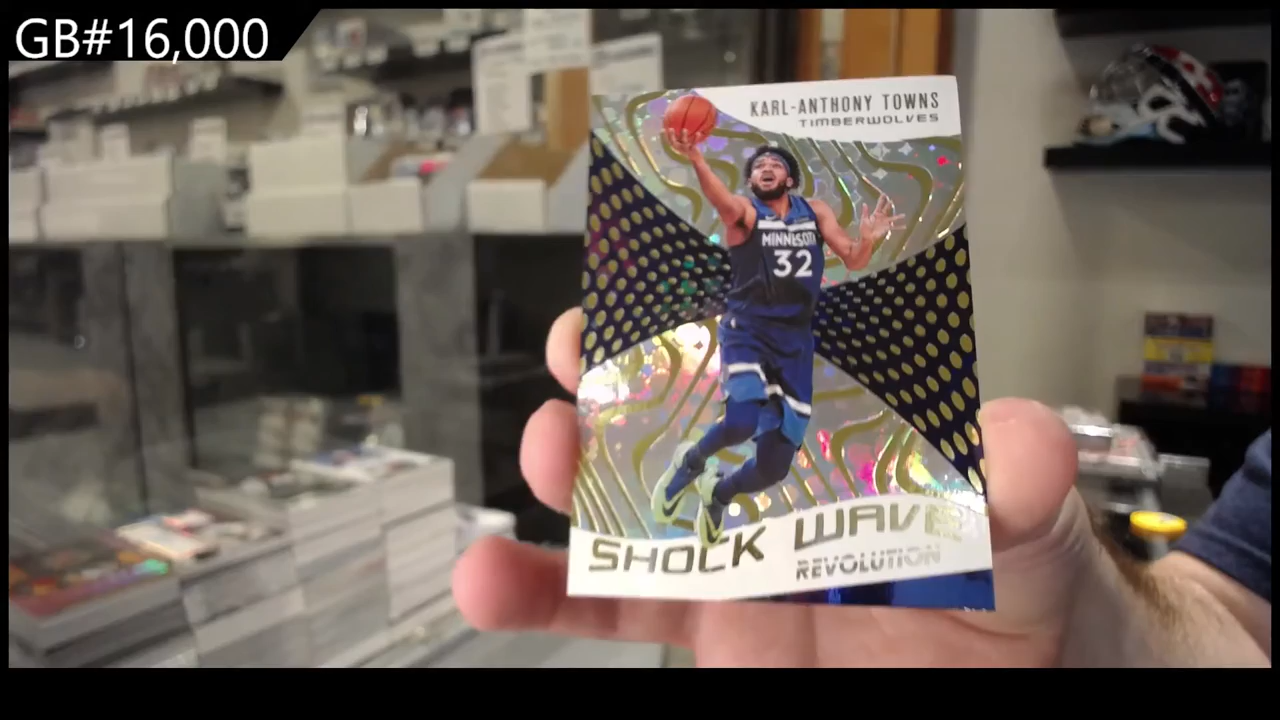 GB#16,000
KARL-ANTHONY TOWNS
TIMBERWOLVES
MINNESOTA
32
SHOCK WAVE
REVOLUTION